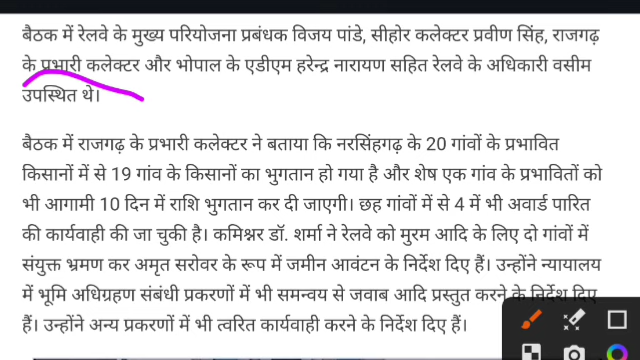 बैठक में रेलवे के मुख्य परियोजना प्रबंधक विजय पांडे, सीहोर कलेक्टर प्रवीण सिंह, राजगढ़
के प्रभारी कलेक्टर और भोपाल के एडीएम हरेन्द्र नारायण सहित रेलवे के अधिकारी वसीम
उपस्थित थे।
बैठक में राजगढ़ के प्रभारी कलेक्टर ने बताया कि नरसिंहगढ़ के 20 गांवों के प्रभावित
किसानों में से 19 गांव के किसानों का भुगतान हो गया है और शेष एक गांव के प्रभावितों को
भी आगामी 10 दिन में राशि भुगतान कर दी जाएगी। छह गांवों में से 4 में भी अवार्ड पारित
की कार्यवाही की जा चुकी है। कमिश्नर डॉ. शर्मा ने रेलवे को मुरम आदि के लिए दो गांवों में
संयुक्त भ्रमण कर अमृत सरोवर के रूप में जमीन आवंटन के निर्देश दिए हैं। उन्होंने न्यायालय
में भूमि अधिग्रहण संबंधी प्रकरणों में भी समन्वय से जवाब आदि प्रस्तुत करने के निर्देश दिए
हैं। उन्होंने अन्य प्रकरणों में भी त्वरित कार्यवाही करने के निर्देश दिए हैं।